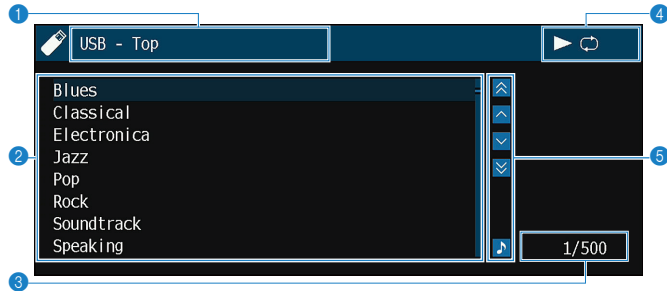 1
4
USB - Top
Blues
Classical
Electronica
Jazz
Pop
Rock
Soundtrack
Speaking
2
5
1/500
3